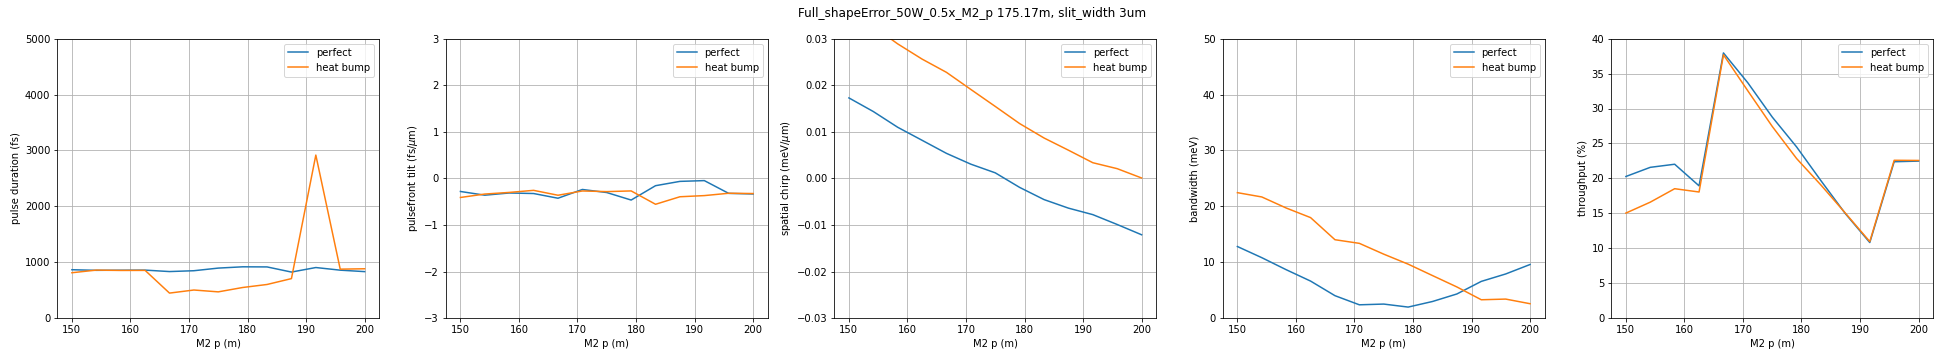 Full_shapeError_50W_0.5x_M2_p 175.17m, slit_width 3um
pulse duration (fs)
5000
4000
3000
2000
1000
0
150 160 170 180 190 200
M2 p (m)
perfect
heat bump
pulsefront tilt (fs/μm)
3
2
1
0
−1
−2
−3
150 160 170 180 190 200
M2 p (m)
perfect
heat bump
spatial chirp (meV/μm)
0.03
0.02
0.01
0.00
−0.01
−0.02
−0.03
150 160 170 180 190 200
M2 p (m)
perfect
heat bump
bandwidth (meV)
50
40
30
20
10
0
150 160 170 180 190 200
M2 p (m)
perfect
heat bump
throughput (%)
40
35
30
25
20
15
10
5
0
150 160 170 180 190 200
M2 p (m)
perfect
heat bump